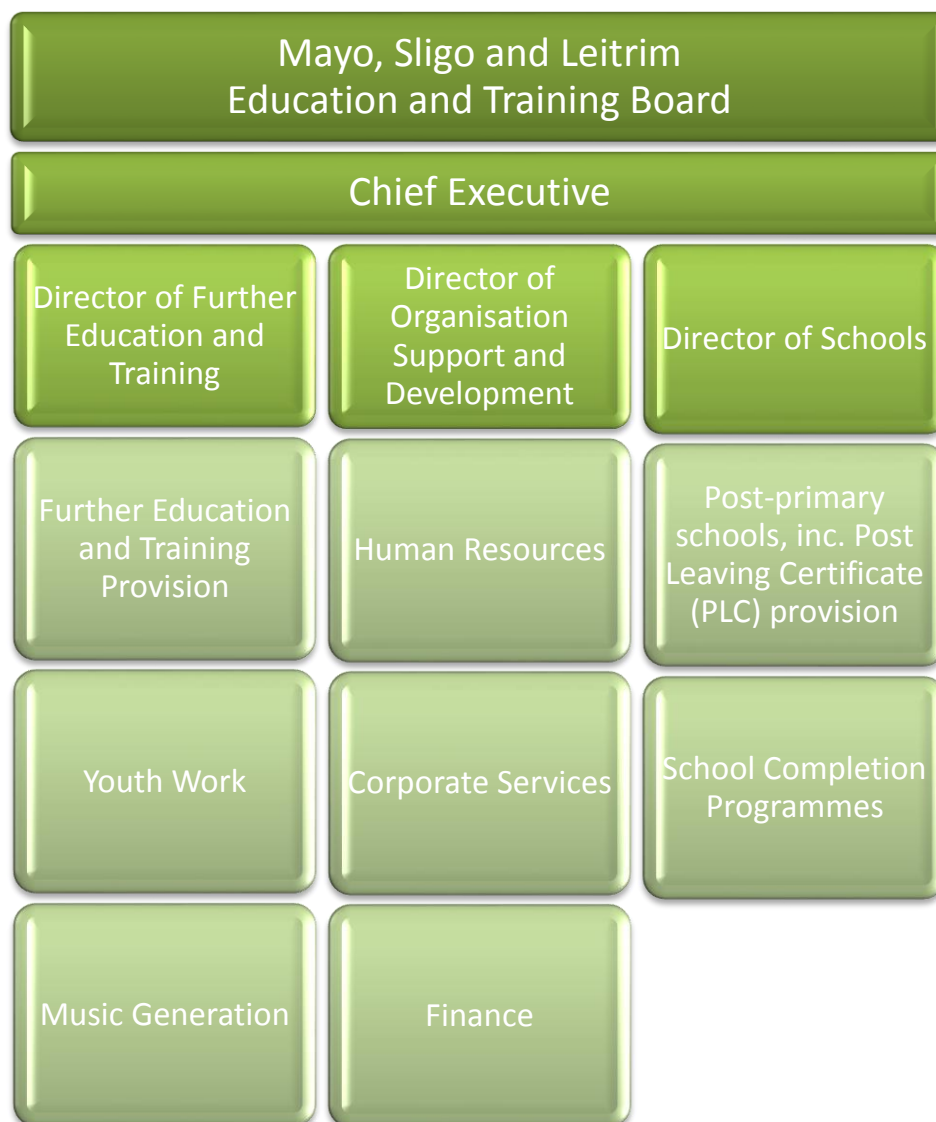 Mayo, Sligo and Leitrim
Education and Training Board
Chief Executive
Director of Further
Education and
Training
Director of
Organisation
Support and
Development
Director of Schools
Further Education
and Training
Provision
Human Resources
Post-primary
schools, inc. Post
Leaving Certificate
(PLC) provision
Youth Work
Corporate Services
School Completion
Programmes
Music Generation
Finance